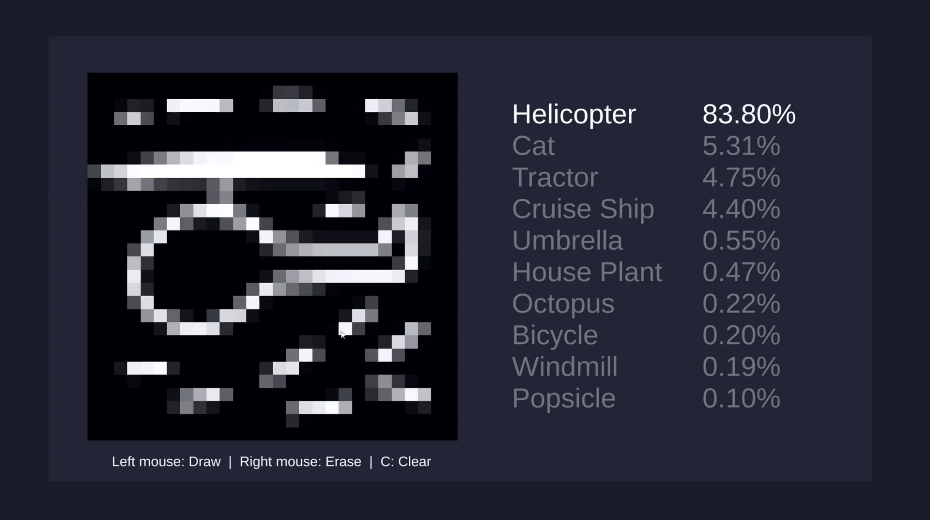 Helicopter 83.80%
Cat 5.31%
Tractor 4.75%
Cruise Ship 4.40%
Umbrella 0.55%
House Plant 0.47%
Octopus 0.22%
Bicycle 0.20%
Windmill 0.19%
Popsicle 0.10%
Left mouse: Draw | Right mouse: Erase | C: Clear